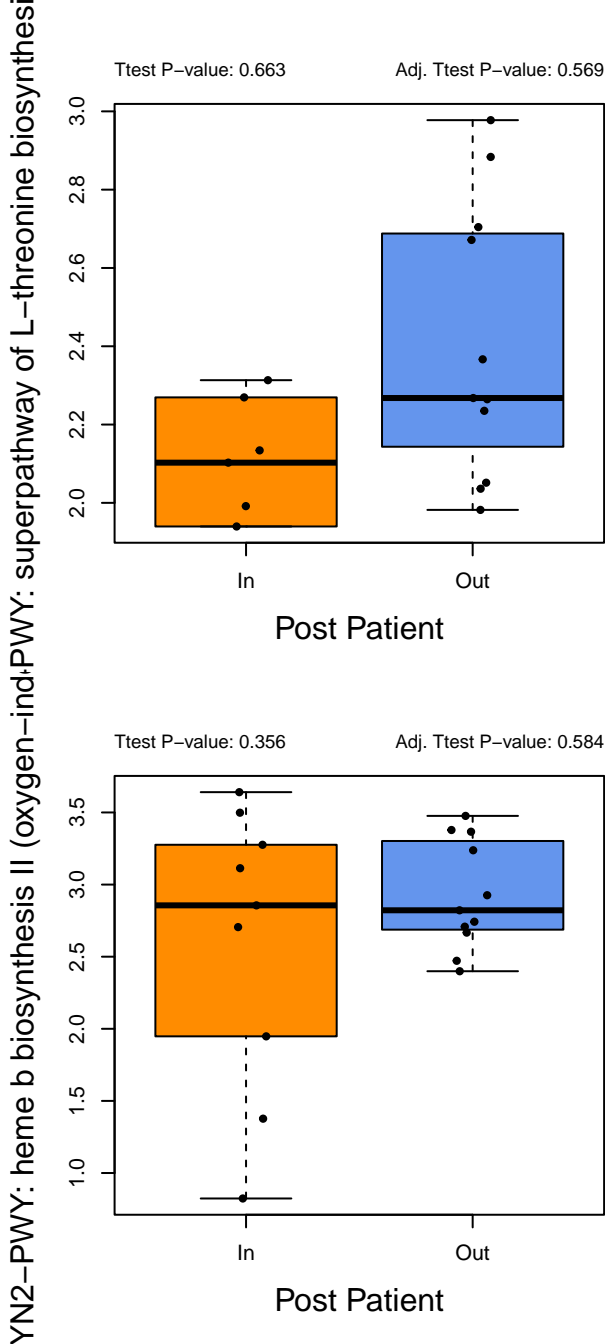 PWY: superpathway of L−threonine biosynthesi
Ttest P−value: 0.663
Adj. Ttest P−value: 0.569
3.0
2.8
2.6
2.4
2.2
2.0
In
Out
Post Patient
YN2−PWY: heme b biosynthesis II (oxygen−ind
Ttest P−value: 0.356
Adj. Ttest P−value: 0.584
3.5
3.0
2.5
2.0
1.5
1.0
In
Out
Post Patient